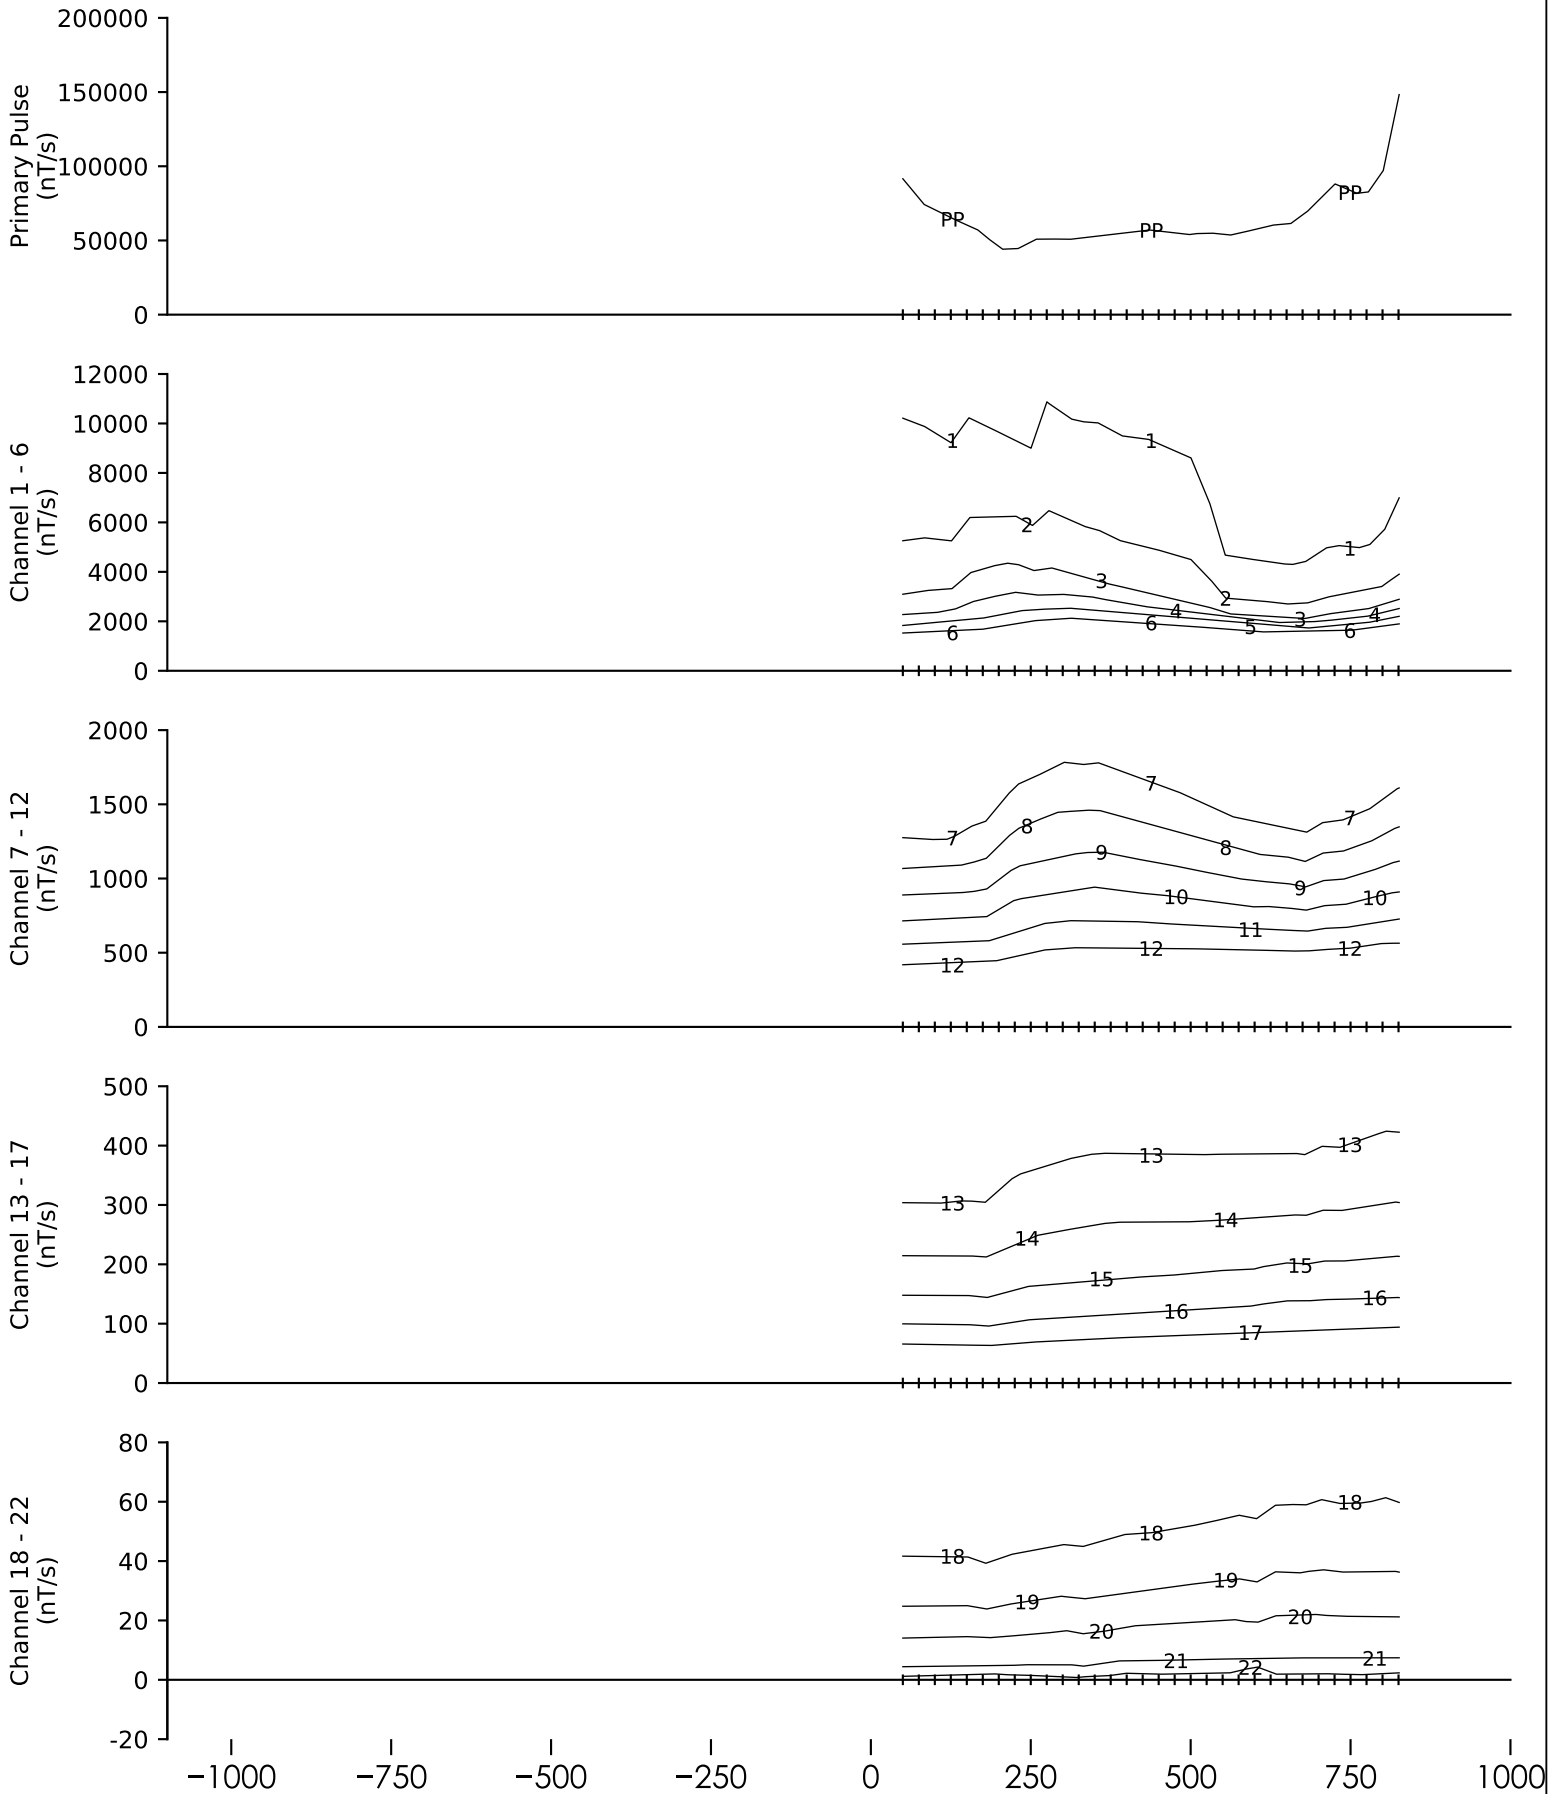 200000
150000
100000
50000
0
Primary Pulse
(nT/s)
PP PP PP
12000
10000
8000
6000
4000
2000
0
Channel 1 - 6
(nT/s)
1 1 1
2 2
3 3
4 4
5
6 6 6
2000
1500
1000
500
0
Channel 7 - 12
(nT/s)
7 7 7
8 8
9 9
10 10
11
12 12 12
500
400
300
200
100
0
Channel 13 - 17
(nT/s)
13 13 13
14 14
15 15
16 16
17
80
60
40
20
0
-20
Channel 18 - 22
(nT/s)
18 18 18
19 19
20 20
21 21
22
−1000 −750 −500 −250 0 250 500 750 1000